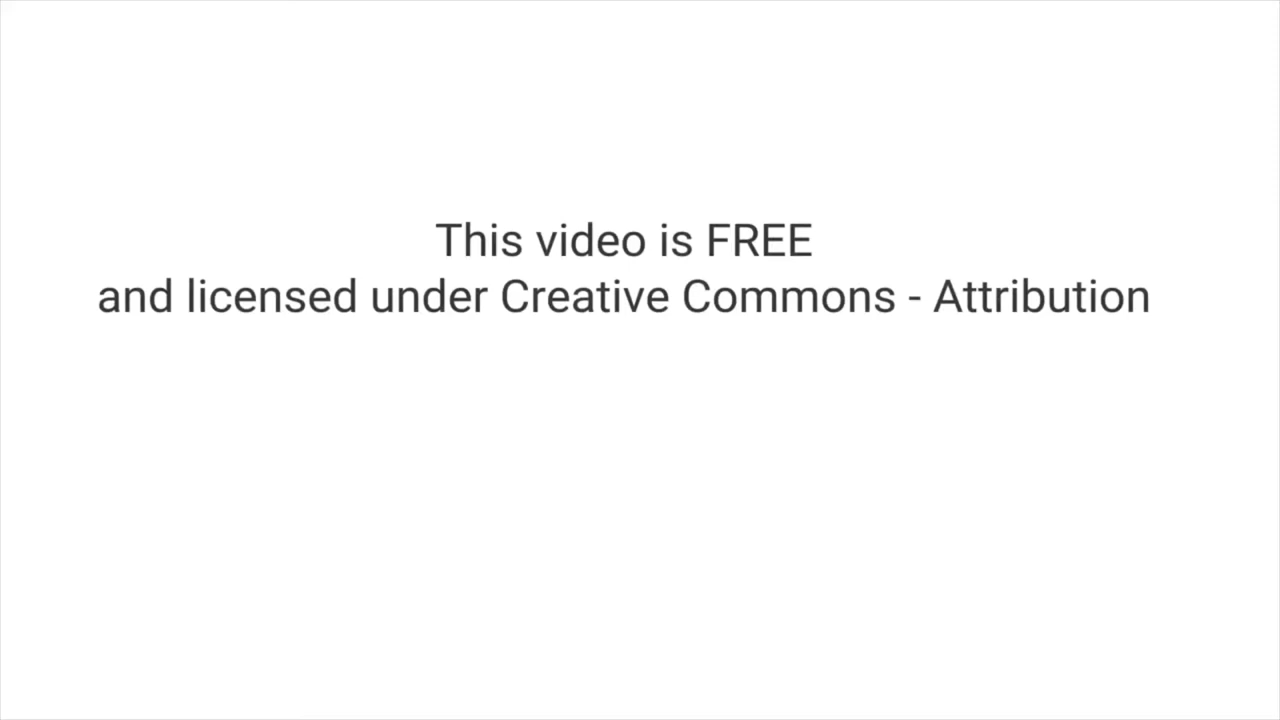 This video is FREE
and licensed under Creative Commons - Attribution